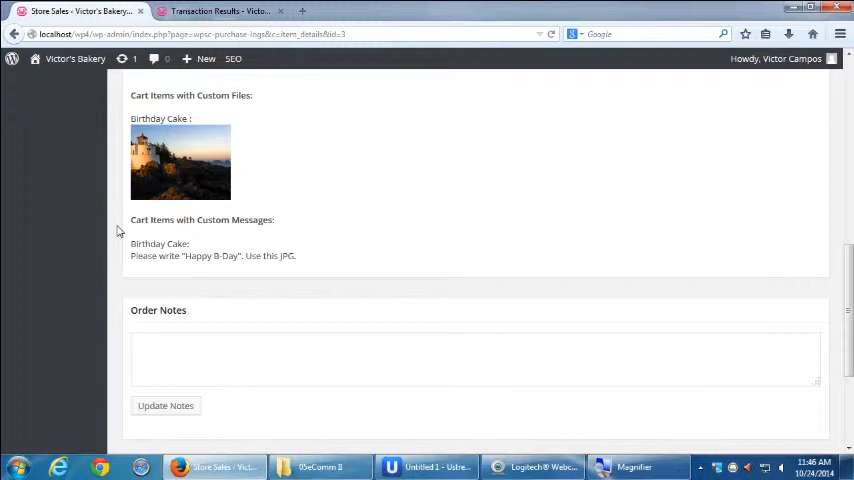 Store Sales ‹ Victor's Bakery...
Transaction Results - Victo...
localhost/wp4/wp-admin/index.php?page=wpsc-purchase-logs&c=item_details&id=3
Google
Victor's Bakery
1
0
New
SEO
Howdy, Victor Campos
Cart Items with Custom Files:
Birthday Cake :
Cart Items with Custom Messages:
Birthday Cake:
Please write "Happy B-Day". Use this JPG.
Order Notes
Update Notes
Store Sales ‹ Vict...
05eComm II
Untitled 1 - Ustre...
Logitech® Webc...
Magnifier
11:46 AM
10/24/2014